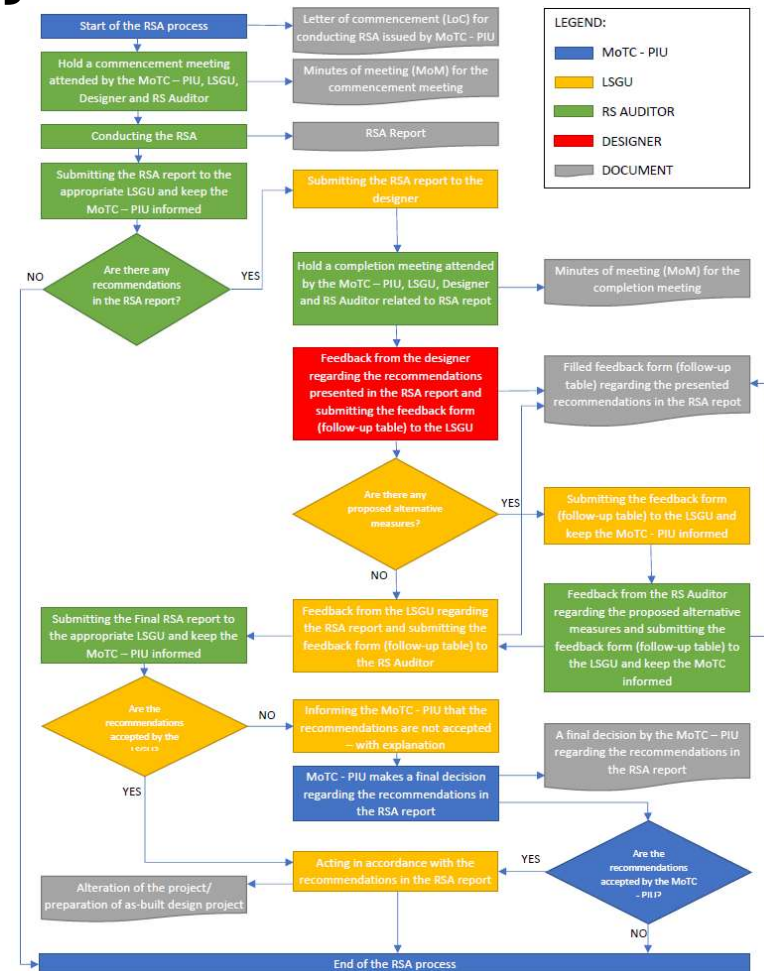 Start of the RSA process
Letter of commencement (LoC) for
conducting RSA issued by MoTC - PIU
LEGEND:
MoTC - PIU
LSGU
RS AUDITOR
DESIGNER
DOCUMENT
Hold a commencement meeting
attended by the MoTC – PIU, LSGU,
Designer and RS Auditor
Minutes of meeting (MoM) for the
commencement meeting
Conducting the RSA
RSA Report
Submitting the RSA report to the
appropriate LSGU and keep the
MoTC – PIU informed
Submitting the RSA report to the
designer
NO
Are there any
recommendations
in the RSA report?
YES
Hold a completion meeting attended
by the MoTC – PIU, LSGU, Designer
and RS Auditor related to RSA repot
Minutes of meeting (MoM) for the
completion meeting
Feedback from the designer
regarding the recommendations
presented in the RSA report and
submitting the feedback form
(follow-up table) to the LSGU
Filled feedback form (follow-up
table) regarding the presented
recommendations in the RSA repot
Are there any
proposed alternative
measures?
YES
Submitting the feedback form
(follow-up table) to the LSGU and
keep the MoTC - PIU informed
NO
Feedback from the RS Auditor
regarding the proposed alternative
measures and submitting the
feedback form (follow-up table) to
the LSGU and keep the MoTC
informed
Feedback from the LSGU regarding
the RSA report and submitting the
feedback form (follow-up table) to
the RS Auditor
Submitting the Final RSA report to
the appropriate LSGU and keep the
MoTC – PIU informed
Are the
recommendations
accepted by the
LSGU?
NO
Informing the MoTC - PIU that the
recommendations are not accepted
– with explanation
A final decision by the MoTC – PIU
regarding the recommendations in
the RSA report
MoTC - PIU makes a final decision
regarding the recommendations in
the RSA report
YES
Are the
recommendations
accepted by the MoTC
- PIU?
YES
Acting in accordance with the
recommendations in the RSA report
Alteration of the project/
preparation of as-built design project
NO
End of the RSA process